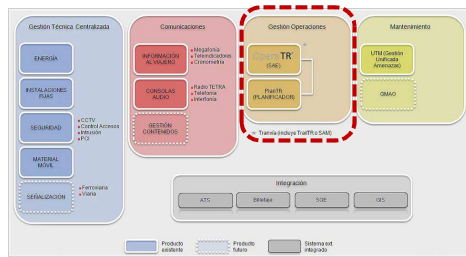 Gestión Técnica Centralizada
ENERGÍA
INSTALACIONES
FIJAS
SEGURIDAD
CCTV
Control Accesos
Intrusión
PCI
MATERIAL
MÓVIL
SEÑALIZACIÓN
Ferroviaria
Viaria
Comunicaciones
INFORMACIÓN
AL VIAJERO
Megafonía
Teleindicadores
Cronometría
CONSOLAS
AUDIO
Radio TETRA
Telefonía
Interfonía
GESTIÓN
CONTENIDOS
Gestión Operaciones
OperaTR
(SAE)
PlanTR
(PLANIFICADOR)
Tranvía (incluye TrailTR o SAM)
Mantenimiento
UTM (Gestión
Unificada
Amenazas)
GMAO
Integración
ATS
Billetaje
SGE
GIS
Producto
existente
Producto
futuro
Sistema ext.
integrado